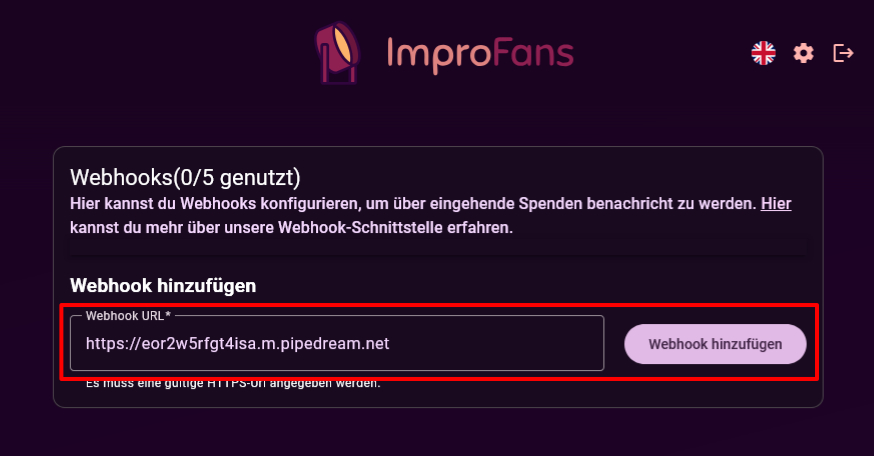 ImproFans
Webhooks(0/5 genutzt)
Hier kannst du Webhooks konfigurieren, um über eingehende Spenden benachricht zu werden. Hier
kannst du mehr über unsere Webhook-Schnittstelle erfahren.
Webhook hinzufügen
Webhook URL*
https://eor2w5rfgt4isa.m.pipedream.net
Webhook hinzufügen
Es muss eine gültige HTTPS-Url angegeben werden.